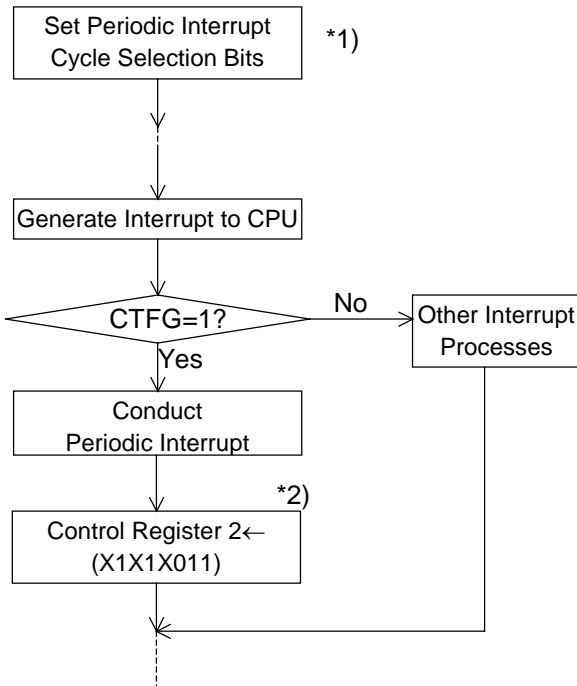 Set Periodic Interrupt
Cycle Selection Bits
*1)
Generate Interrupt to CPU
CTFG=1?
No
Other Interrupt
Processes
Yes
Conduct
Periodic Interrupt
*2)
Control Register 2←
(X1X1X011)